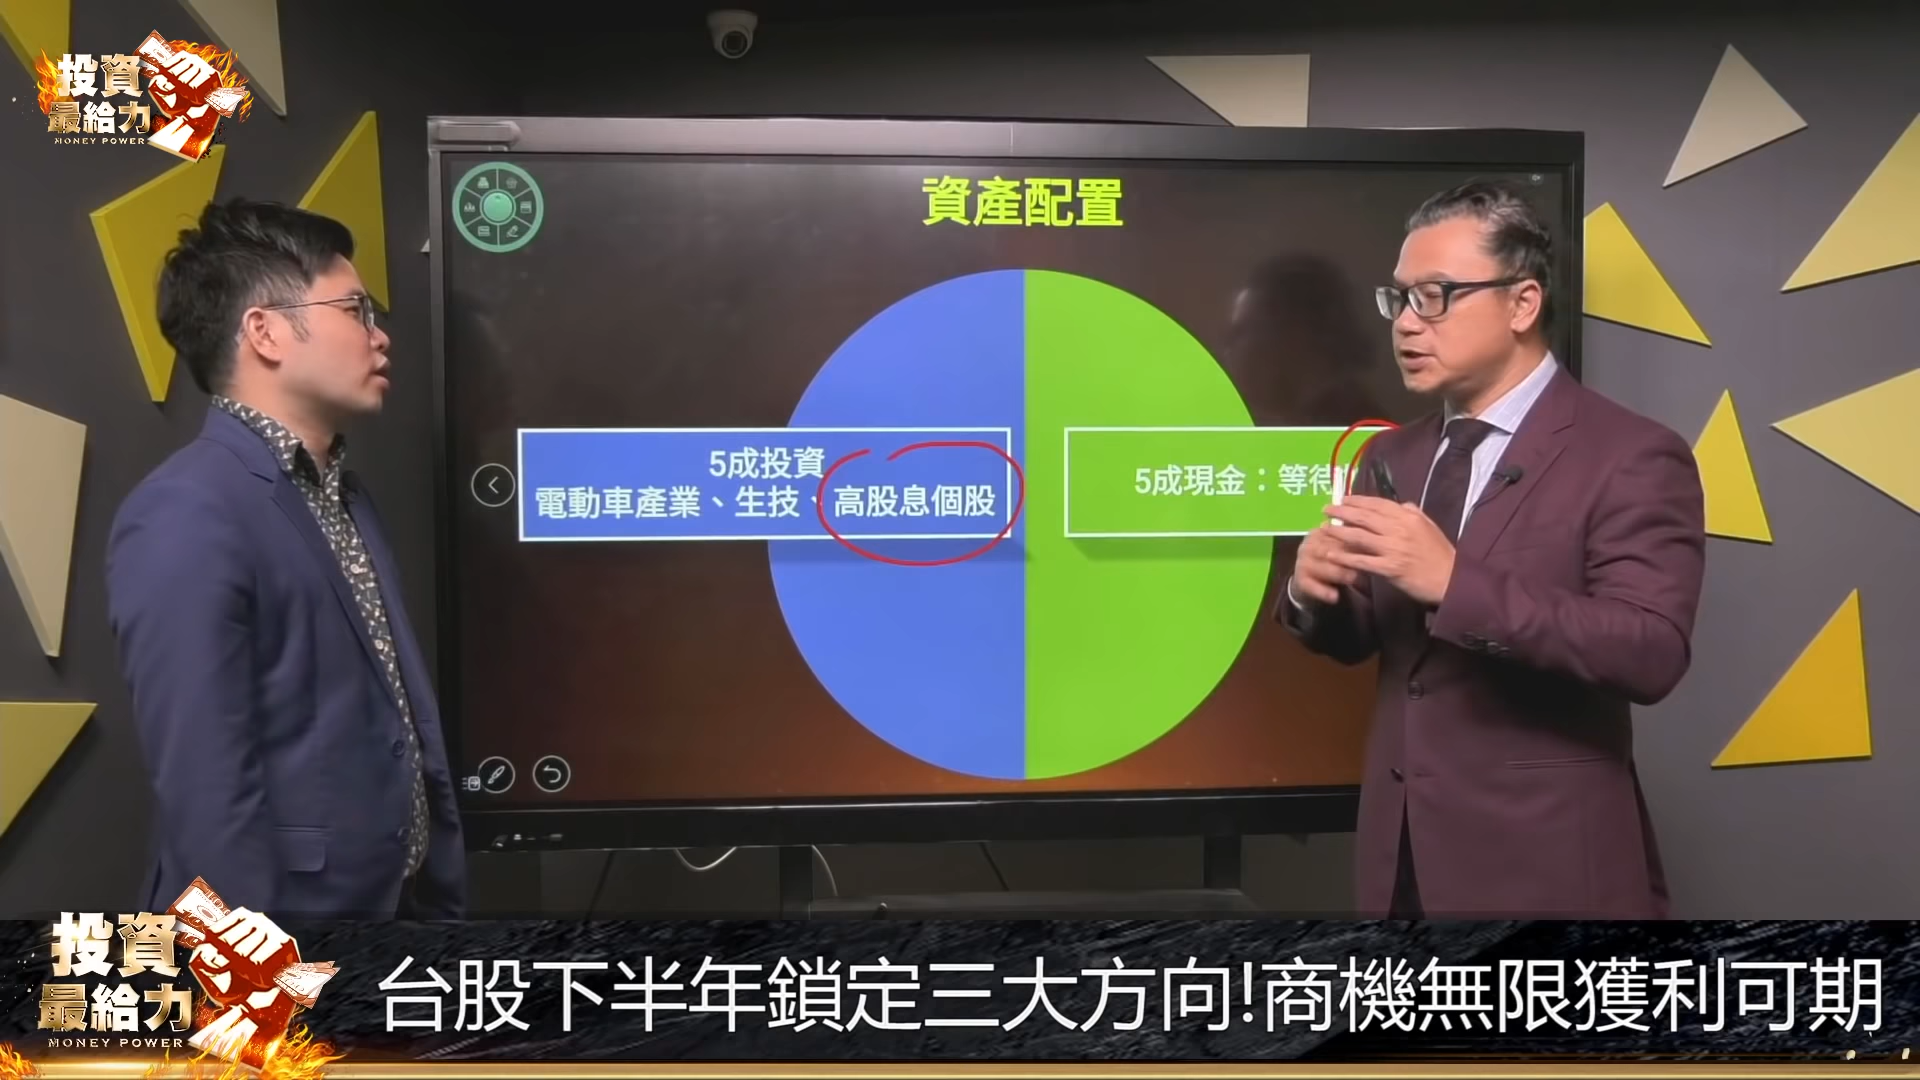 投資
最給力
MONEY POWER
資產配置
5成投資
電動車產業、生技、高股息個股
5成現金：等待
投資
最給力
MONEY POWER
台股下半年鎖定三大方向!商機無限獲利可期